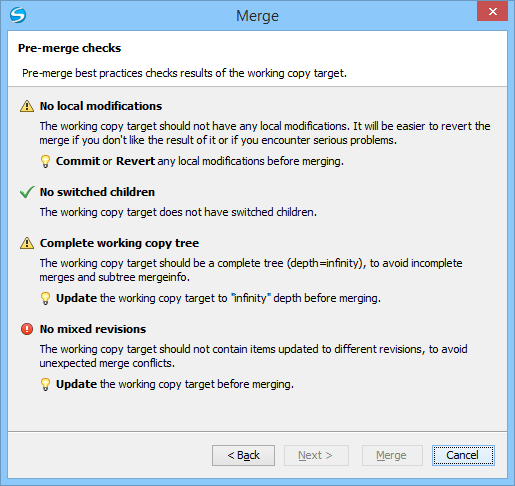 Merge
Pre-merge checks
Pre-merge best practices checks results of the working copy target.
No local modifications
The working copy target should not have any local modifications. It will be easier to revert the
merge if you don't like the result of it or if you encounter serious problems.
Commit or Revert any local modifications before merging.
No switched children
The working copy target does not have switched children.
Complete working copy tree
The working copy target should be a complete tree (depth=infinity), to avoid incomplete
merges and subtree mergeinfo.
Update the working copy target to "infinity" depth before merging.
No mixed revisions
The working copy target should not contain items updated to different revisions, to avoid
unexpected merge conflicts.
Update the working copy target before merging.
< Back Next > Merge Cancel